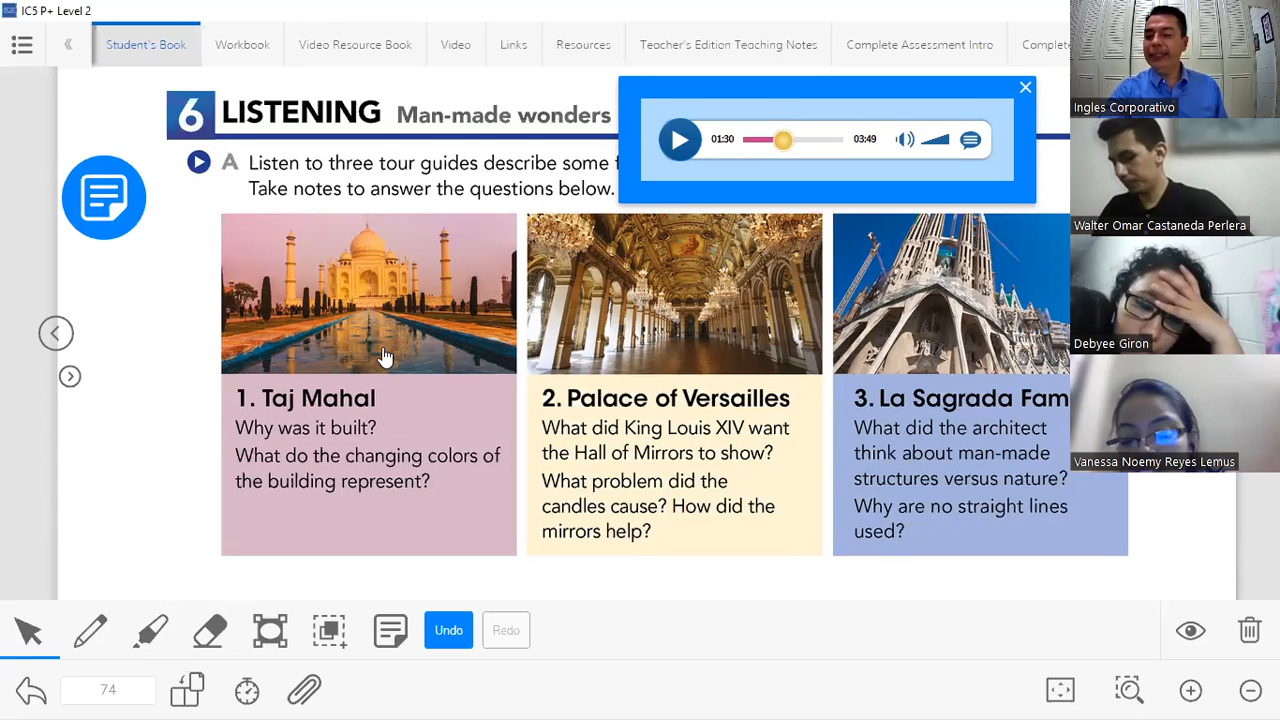 IC5 P+ Level 2
Student's Book
Workbook
Video Resource Book
Video
Links
Resources
Teacher's Edition Teaching Notes
Complete Assessment Intro
Complete
6 LISTENING Man-made wonders
01:30
03:49
A Listen to three tour guides describe some
Take notes to answer the questions below.
1. Taj Mahal
Why was it built?
What do the changing colors of
the building represent?
2. Palace of Versailles
What did King Louis XIV want
the Hall of Mirrors to show?
What problem did the
candles cause? How did the
mirrors help?
3. La Sagrada Fam
What did the architect
think about man-made
structures versus nature?
Why are no straight lines
used?
Ingles Corporativo
Walter Omar Castaneda Perlera
Debyee Giron
Vanessa Noemy Reyes Lemus
Undo
Redo
74